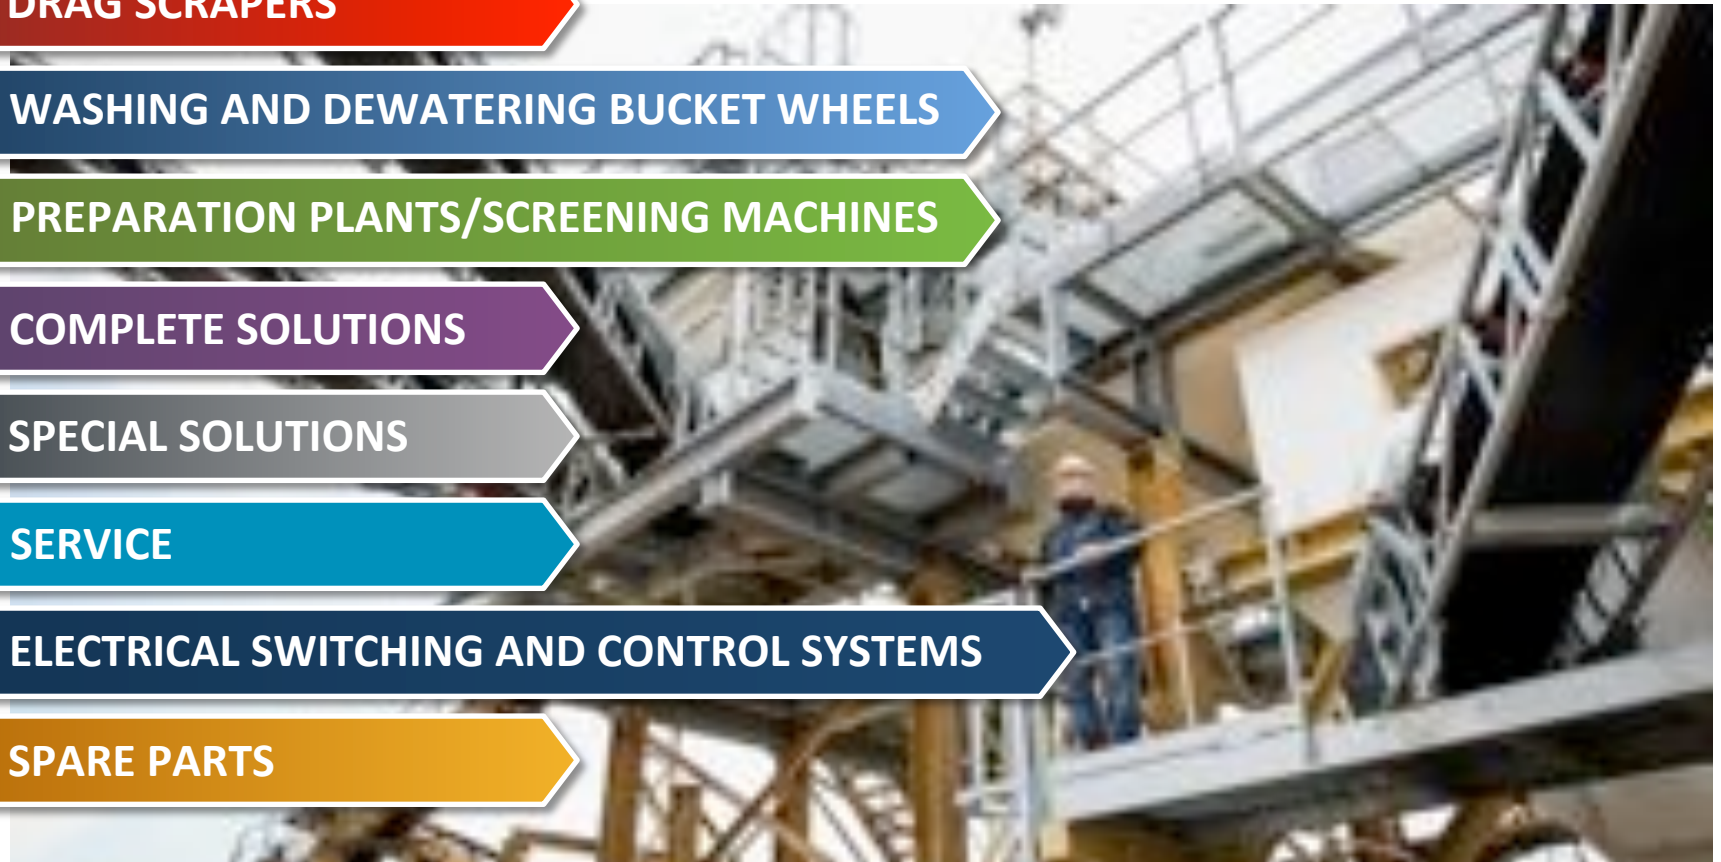 DRAG SCRAPERS
WASHING AND DEWATERING BUCKET WHEELS
PREPARATION PLANTS/SCREENING MACHINES
COMPLETE SOLUTIONS
SPECIAL SOLUTIONS
SERVICE
ELECTRICAL SWITCHING AND CONTROL SYSTEMS
SPARE PARTS